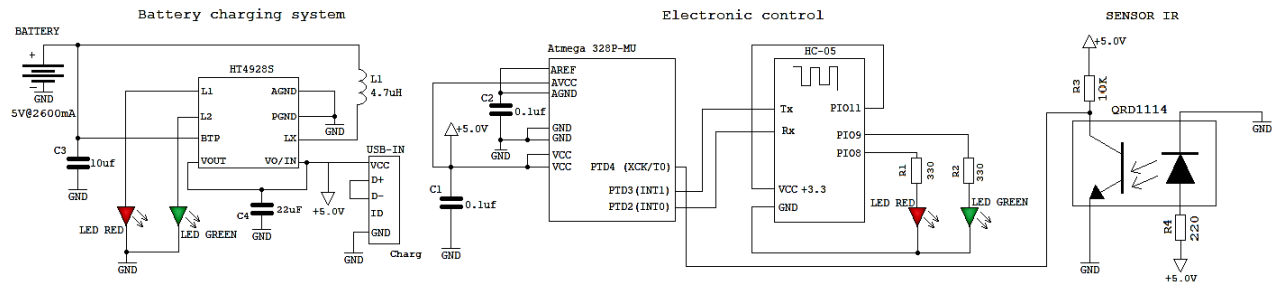 Battery charging system
BATTERY
+
-
GND
5V@2600mA
HT4928S
L1
L2
BTP
VOUT
AGND
PGND
LX
VO/IN
GND
L1
4.7uH
C3
10uf
GND
C4
22uF
GND
+5.0V
LED RED
LED GREEN
GND
USB-IN
VCC
D+
D-
ID
GND
GND
Charg
Electronic control
Atmega 328P-MU
AREF
AVCC
AGND
GND
GND
VCC
VCC
PTD4 (XCK/T0)
PTD3(INT1)
PTD2(INT0)
C2
0.1uf
GND
+5.0V
C1
0.1uf
GND
HC-05
Tx
Rx
PIO11
PIO9
PIO8
VCC +3.3
GND
R1
330
R2
330
LED RED
LED GREEN
GND
SENSOR IR
+5.0V
R3
10K
QRD1114
GND
GND
R4
220
+5.0V